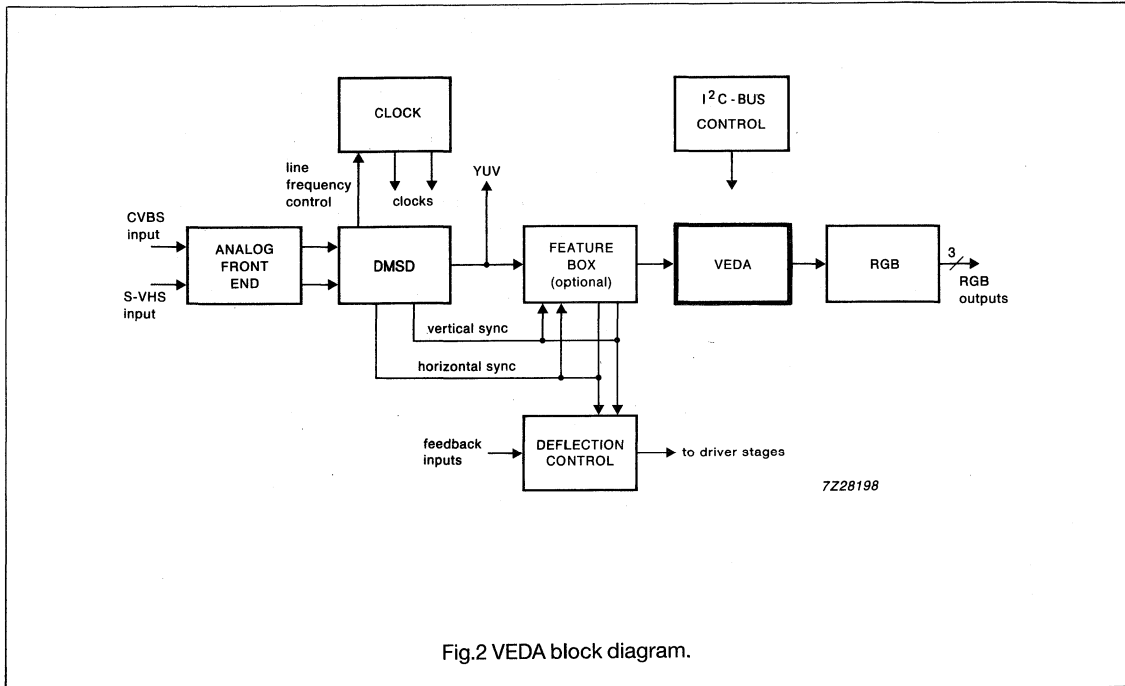 CLOCK
I²C-BUS
CONTROL
line
frequency
control
clocks
YUV
CVBS
input
S-VHS
input
ANALOG
FRONT
END
DMSD
FEATURE
BOX
(optional)
VEDA
RGB
3
RGB
outputs
vertical sync
horizontal sync
feedback
inputs
DEFLECTION
CONTROL
to driver stages
7Z28198
Fig.2 VEDA block diagram.